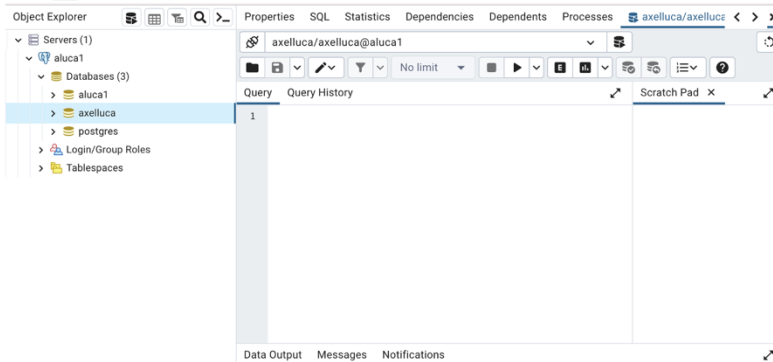 Object Explorer
Servers (1)
aluca1
Databases (3)
aluca1
axelluca
postgres
Login/Group Roles
Tablespaces
Properties SQL Statistics Dependencies Dependents Processes axelluca/axelluca
axelluca/axelluca@aluca1
No limit
Query Query History
Scratch Pad
1
Data Output Messages Notifications